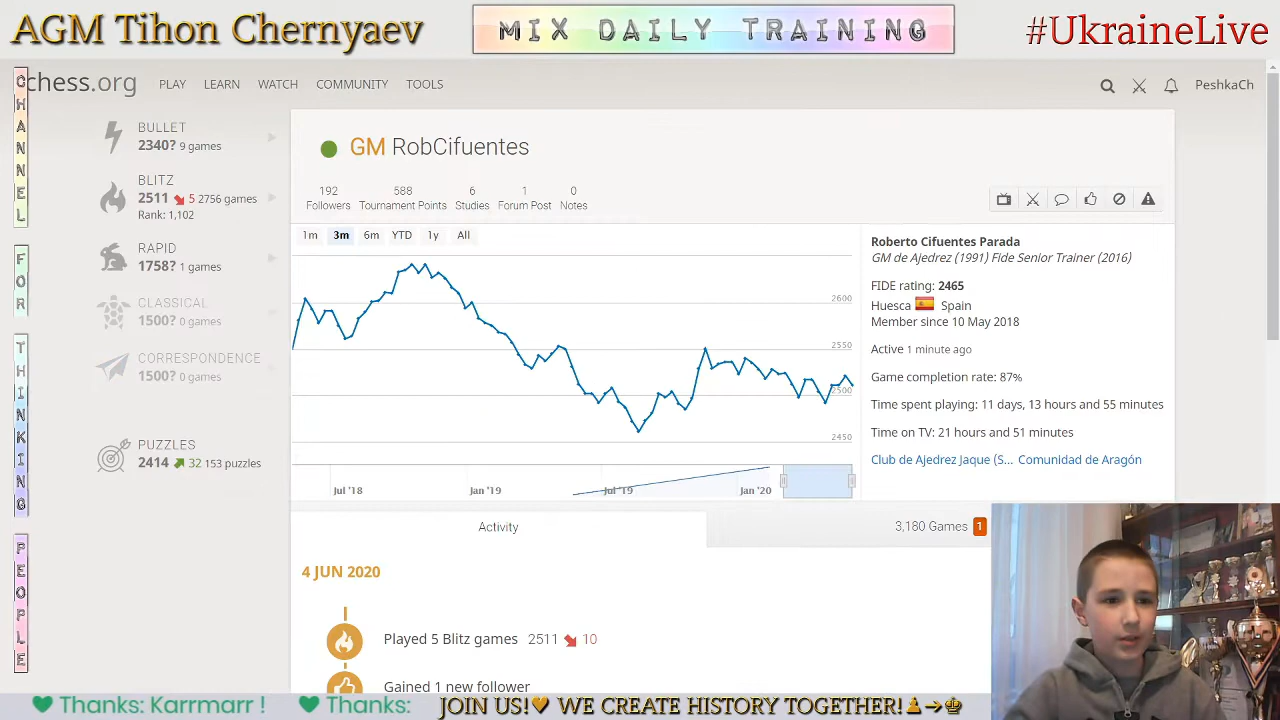 AGM Tihon Chernyaev
MIX DAILY TRAINING
#UkraineLive
CHANNEL
FOR
THINKING
PEOPLE
chess.org
PLAY
LEARN
WATCH
COMMUNITY
TOOLS
PeshkaCh
BULLET
2340? 9 games
BLITZ
2511 5 2756 games
Rank: 1,102
RAPID
1758? 1 games
CLASSICAL
1500? 0 games
CORRESPONDENCE
1500? 0 games
PUZZLES
2414 32 153 puzzles
GM RobCifuentes
192
Followers
588
Tournament Points
6
Studies
1
Forum Post
0
Notes
1m
3m
6m
YTD
1y
All
2600
2550
2500
2450
Jul '18
Jan '19
Jul '19
Jan '20
Roberto Cifuentes Parada
GM de Ajedrez (1991) Fide Senior Trainer (2016)
FIDE rating: 2465
Huesca Spain
Member since 10 May 2018
Active 1 minute ago
Game completion rate: 87%
Time spent playing: 11 days, 13 hours and 55 minutes
Time on TV: 21 hours and 51 minutes
Club de Ajedrez Jaque (S... Comunidad de Aragón
Activity
3,180 Games 1
4 JUN 2020
Played 5 Blitz games 2511 10
Gained 1 new follower
Thanks: Karrmarr !
Thanks:
JOIN US! WE CREATE HISTORY TOGETHER!